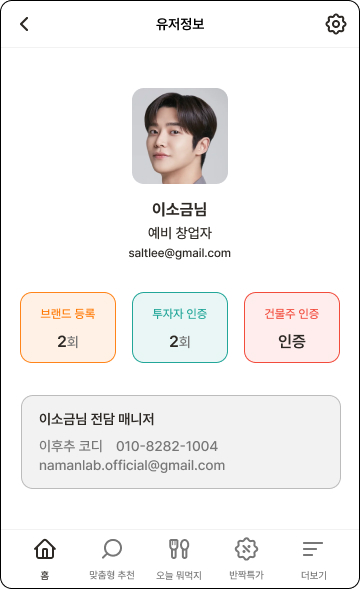 유저정보
이소금님
예비 창업자
saltlee@gmail.com
브랜드 등록 투자자 인증 건물주 인증
2회 2회 인증
이소금님 전담 매니저
이후추 코디 010-8282-1004
namanlab.official@gmail.com
홈 맞춤형 추천 오늘 뭐먹지 반짝특가 더보기